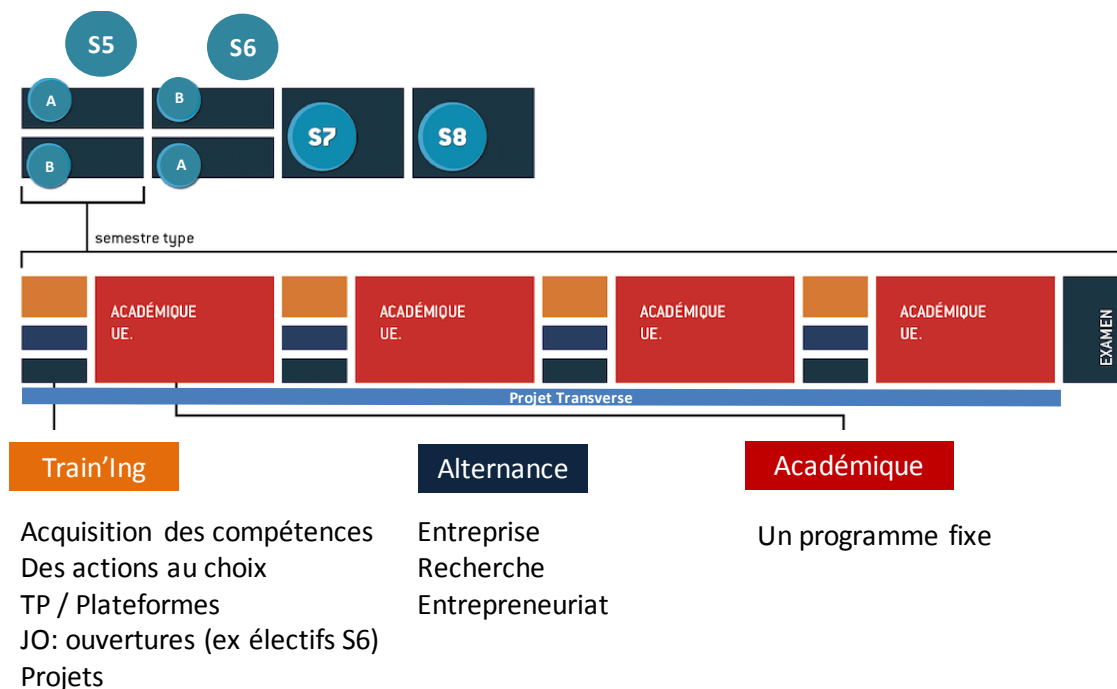 S5
S6
A
B
S7
S8
B
A
semestre type
ACADÉMIQUE
UE.
ACADÉMIQUE
UE.
ACADÉMIQUE
UE.
ACADÉMIQUE
UE.
EXAMEN
Projet Transverse
Train’Ing
Acquisition des compétences
Des actions au choix
TP / Plateformes
JO: ouvertures (ex électifs S6)
Projets
Alternance
Entreprise
Recherche
Entrepreneuriat
Académique
Un programme fixe